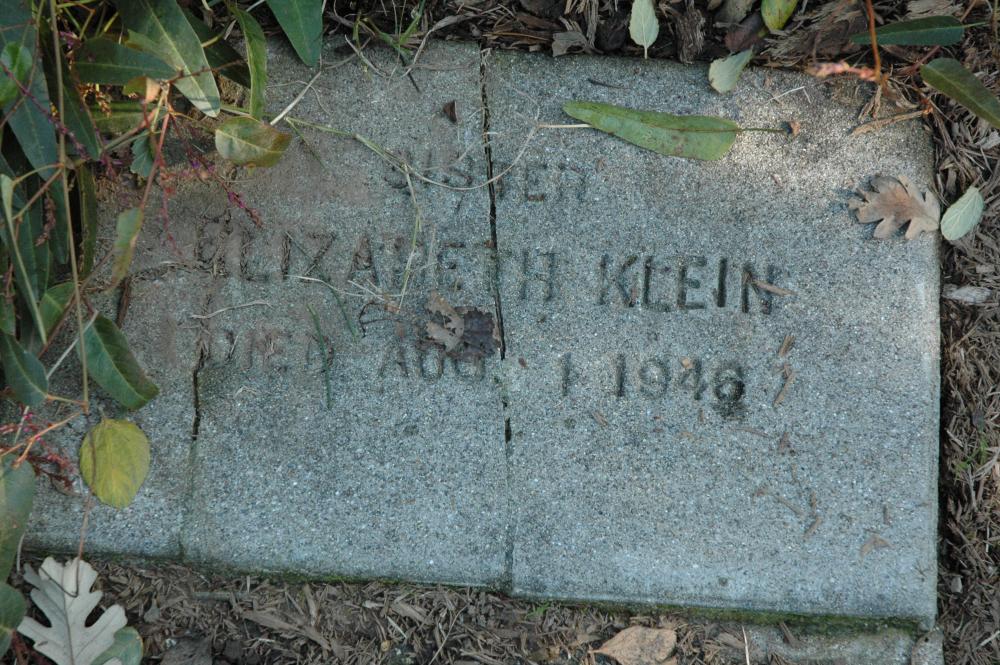 SISTER
ELIZABETH KLEIN
DIED AUG. 1 1946